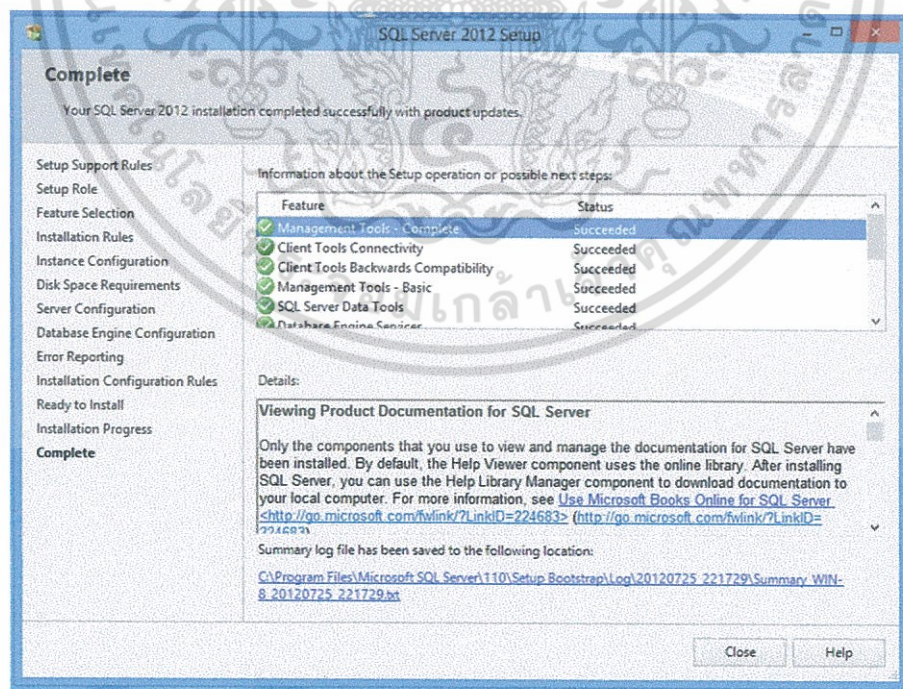 SQL Server 2012 Setup
Complete
Your SQL Server 2012 installation completed successfully with product updates.
Setup Support Rules
Setup Role
Feature Selection
Installation Rules
Instance Configuration
Disk Space Requirements
Server Configuration
Database Engine Configuration
Error Reporting
Installation Configuration Rules
Ready to Install
Installation Progress
Complete
Information about the Setup operation or possible next steps:
Feature Status
Management Tools - Complete Succeeded
Client Tools Connectivity Succeeded
Client Tools Backwards Compatibility Succeeded
Management Tools - Basic Succeeded
SQL Server Data Tools Succeeded
Database Engine Services Succeeded
Details:
Viewing Product Documentation for SQL Server
Only the components that you use to view and manage the documentation for SQL Server have
been installed. By default, the Help Viewer component uses the online library. After installing
SQL Server, you can use the Help Library Manager component to download documentation to
your local computer. For more information, see Use Microsoft Books Online for SQL Server
<http://go.microsoft.com/fwlink/?LinkID=224683> (http://go.microsoft.com/fwlink/?LinkID=
224683)
Summary log file has been saved to the following location:
C:\Program Files\Microsoft SQL Server\110\Setup Bootstrap\Log\20120725_221729\Summary_WIN-
8_20120725_221729.txt
Close Help